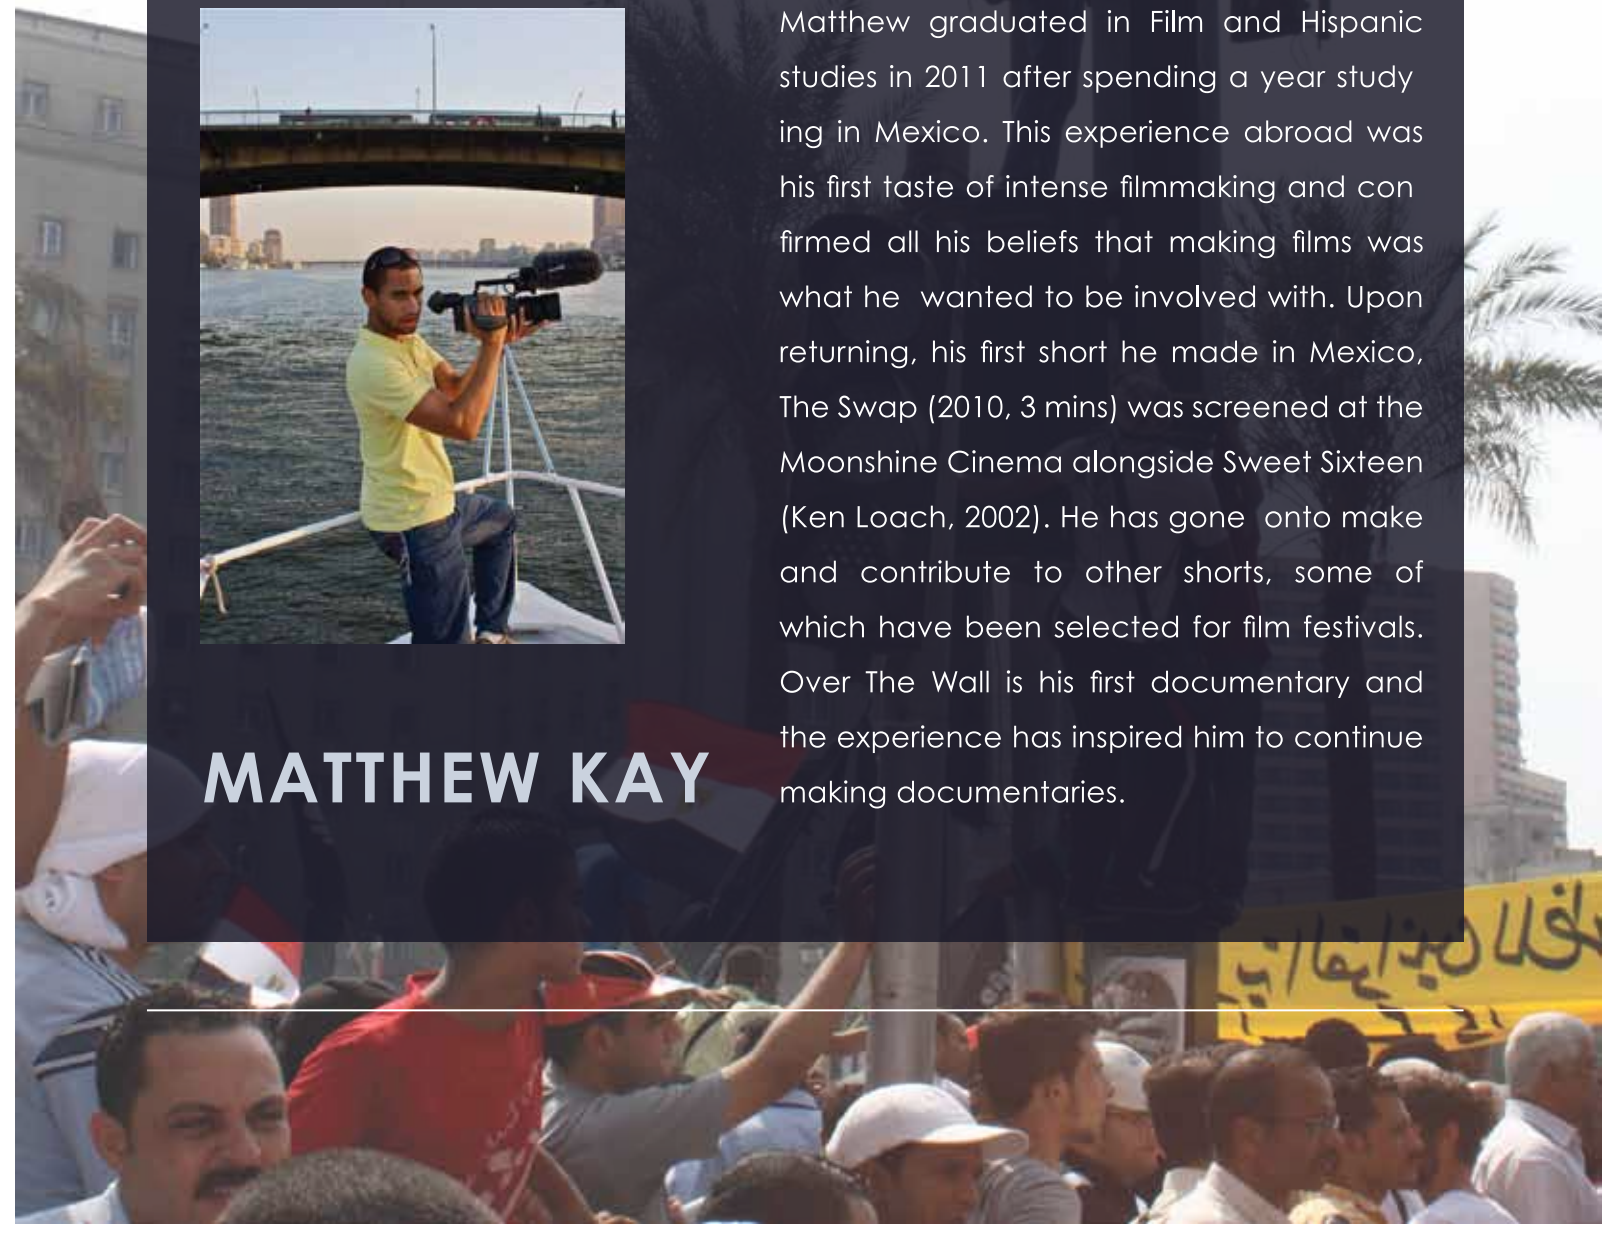 Matthew graduated in Film and Hispanic
studies in 2011 after spending a year study
ing in Mexico. This experience abroad was
his first taste of intense filmmaking and con
firmed all his beliefs that making films was
what he wanted to be involved with. Upon
returning, his first short he made in Mexico,
The Swap (2010, 3 mins) was screened at the
Moonshine Cinema alongside Sweet Sixteen
(Ken Loach, 2002). He has gone onto make
and contribute to other shorts, some of
which have been selected for film festivals.
Over The Wall is his first documentary and
the experience has inspired him to continue
making documentaries.
MATTHEW KAY